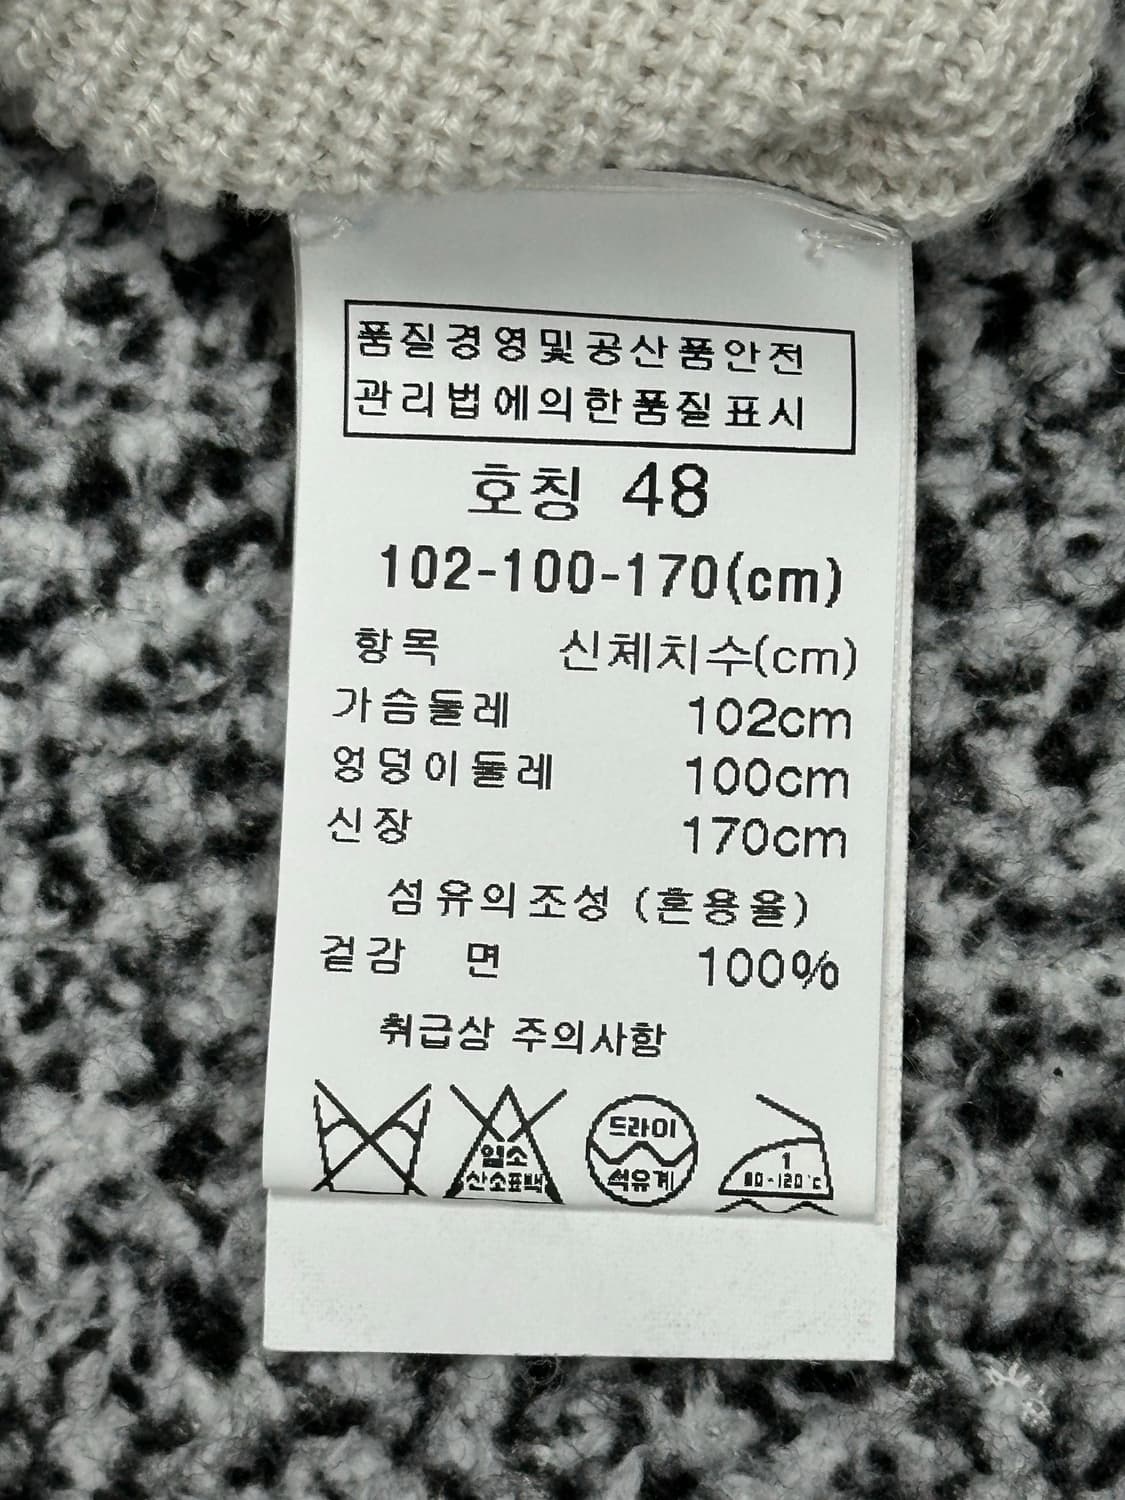 품질경영및공산품안전
관리법에의한품질표시
호칭 48
102-100-170(cm)
항목 신체치수(cm)
가슴둘레 102cm
엉덩이둘레 100cm
신장 170cm
섬유의조성 (혼용율)
겉감 면 100%
취급상 주의사항
염소
산소표백
드라이
석유계
1
80-120℃